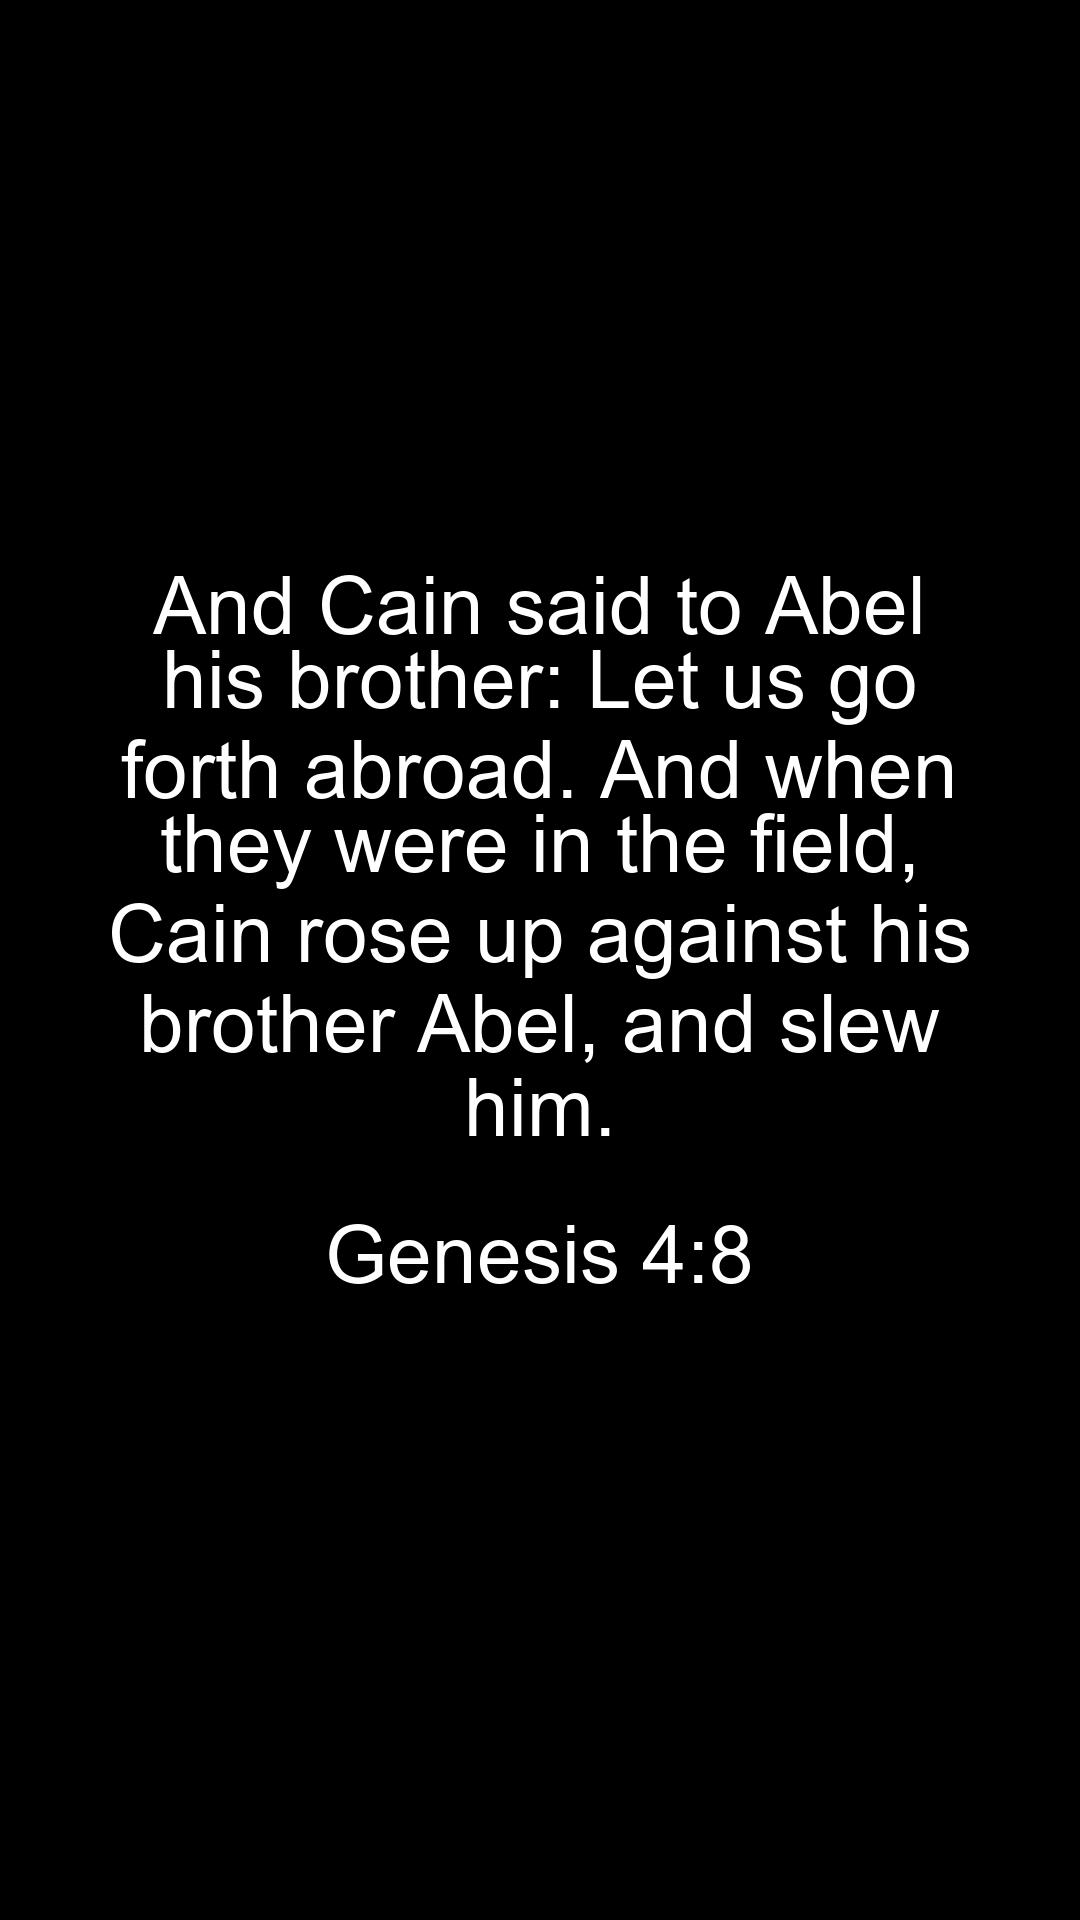 And Cain said to Abel
his brother: Let us go
forth abroad. And when
they were in the field,
Cain rose up against his
brother Abel, and slew
him.
Genesis 4:8